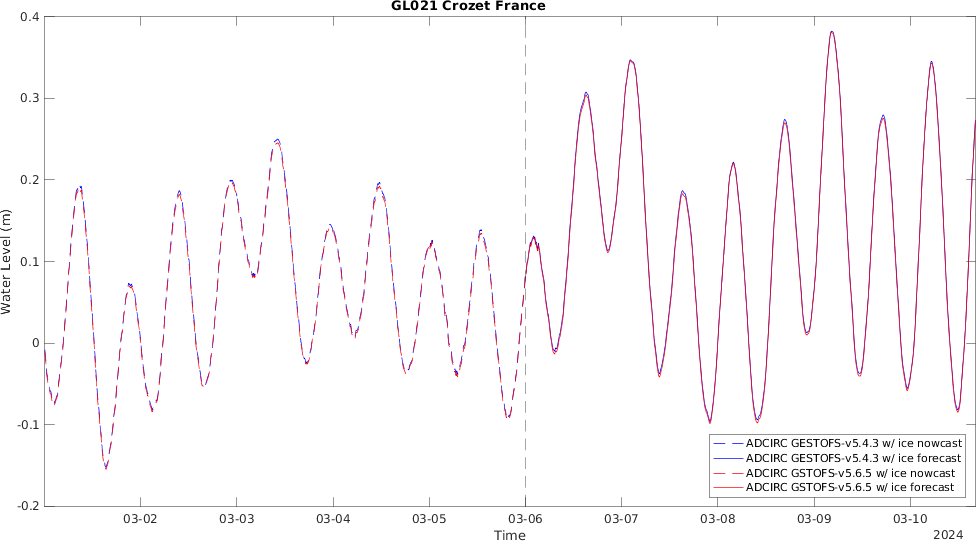 GL021 Crozet France
0.4
0.3
0.2
0.1
0
-0.1
-0.2
Water Level (m)
ADCIRC GESTOFS-v5.4.3 w/ ice nowcast
ADCIRC GESTOFS-v5.4.3 w/ ice forecast
ADCIRC GSTOFS-v5.6.5 w/ ice nowcast
ADCIRC GSTOFS-v5.6.5 w/ ice forecast
03-02 03-03 03-04 03-05 03-06 03-07 03-08 03-09 03-10
Time
2024